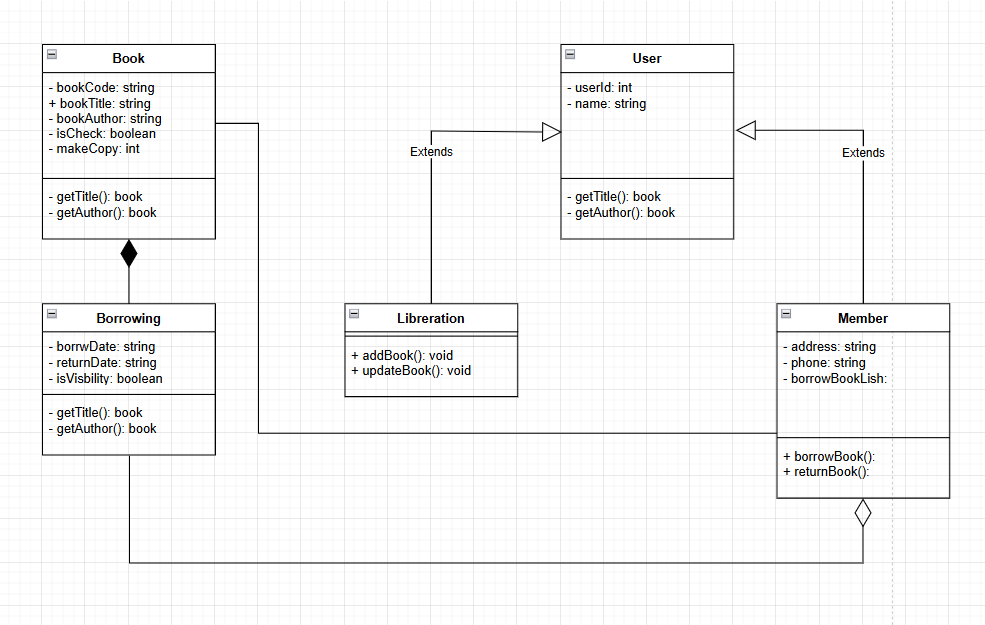 Book
- bookCode: string
+ bookTitle: string
- bookAuthor: string
- isCheck: boolean
- makeCopy: int
- getTitle(): book
- getAuthor(): book
User
- userId: int
- name: string
- getTitle(): book
- getAuthor(): book
Extends
Extends
Borrowing
- borrwDate: string
- returnDate: string
- isVisbility: boolean
- getTitle(): book
- getAuthor(): book
Libreration
+ addBook(): void
+ updateBook(): void
Member
- address: string
- phone: string
- borrowBookLish:
+ borrowBook():
+ returnBook():